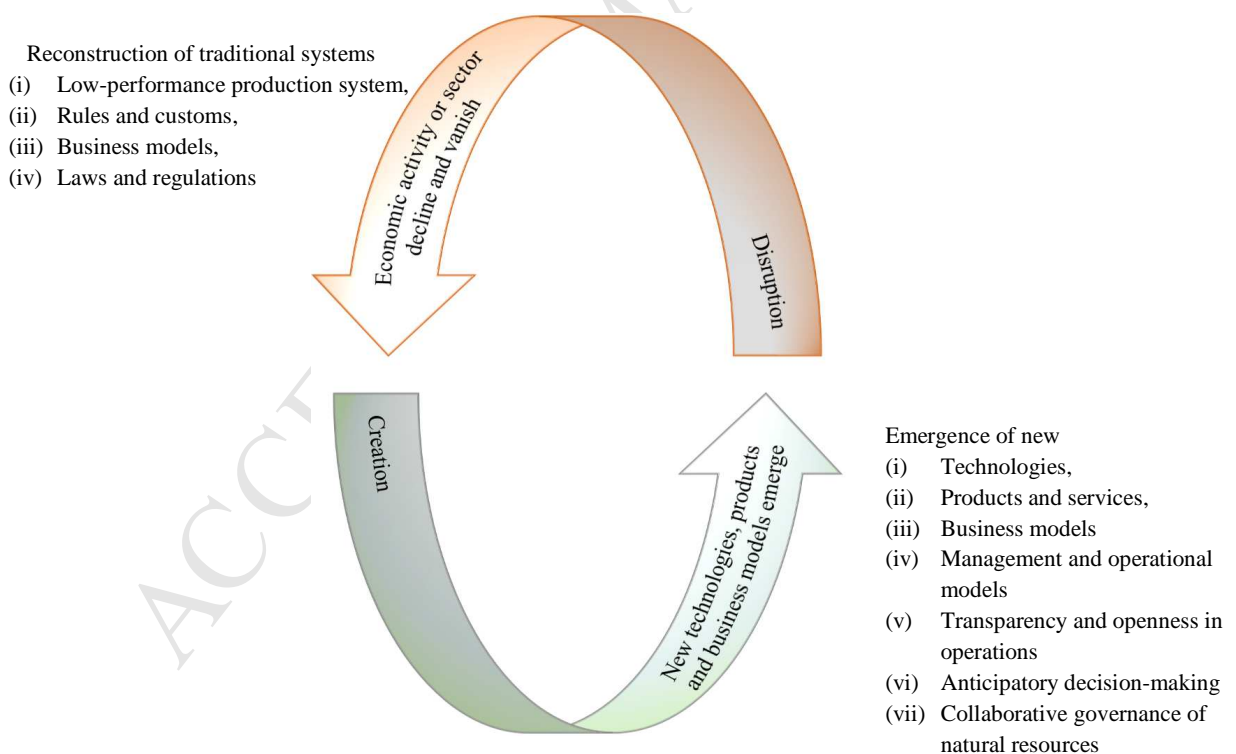 Reconstruction of traditional systems
(i) Low-performance production system,
(ii) Rules and customs,
(iii) Business models,
(iv) Laws and regulations
Economic activity or sector
decline and vanish
Disruption
Creation
New technologies, products
and business models emerge
Emergence of new
(i) Technologies,
(ii) Products and services,
(iii) Business models
(iv) Management and operational
models
(v) Transparency and openness in
operations
(vi) Anticipatory decision-making
(vii) Collaborative governance of
natural resources